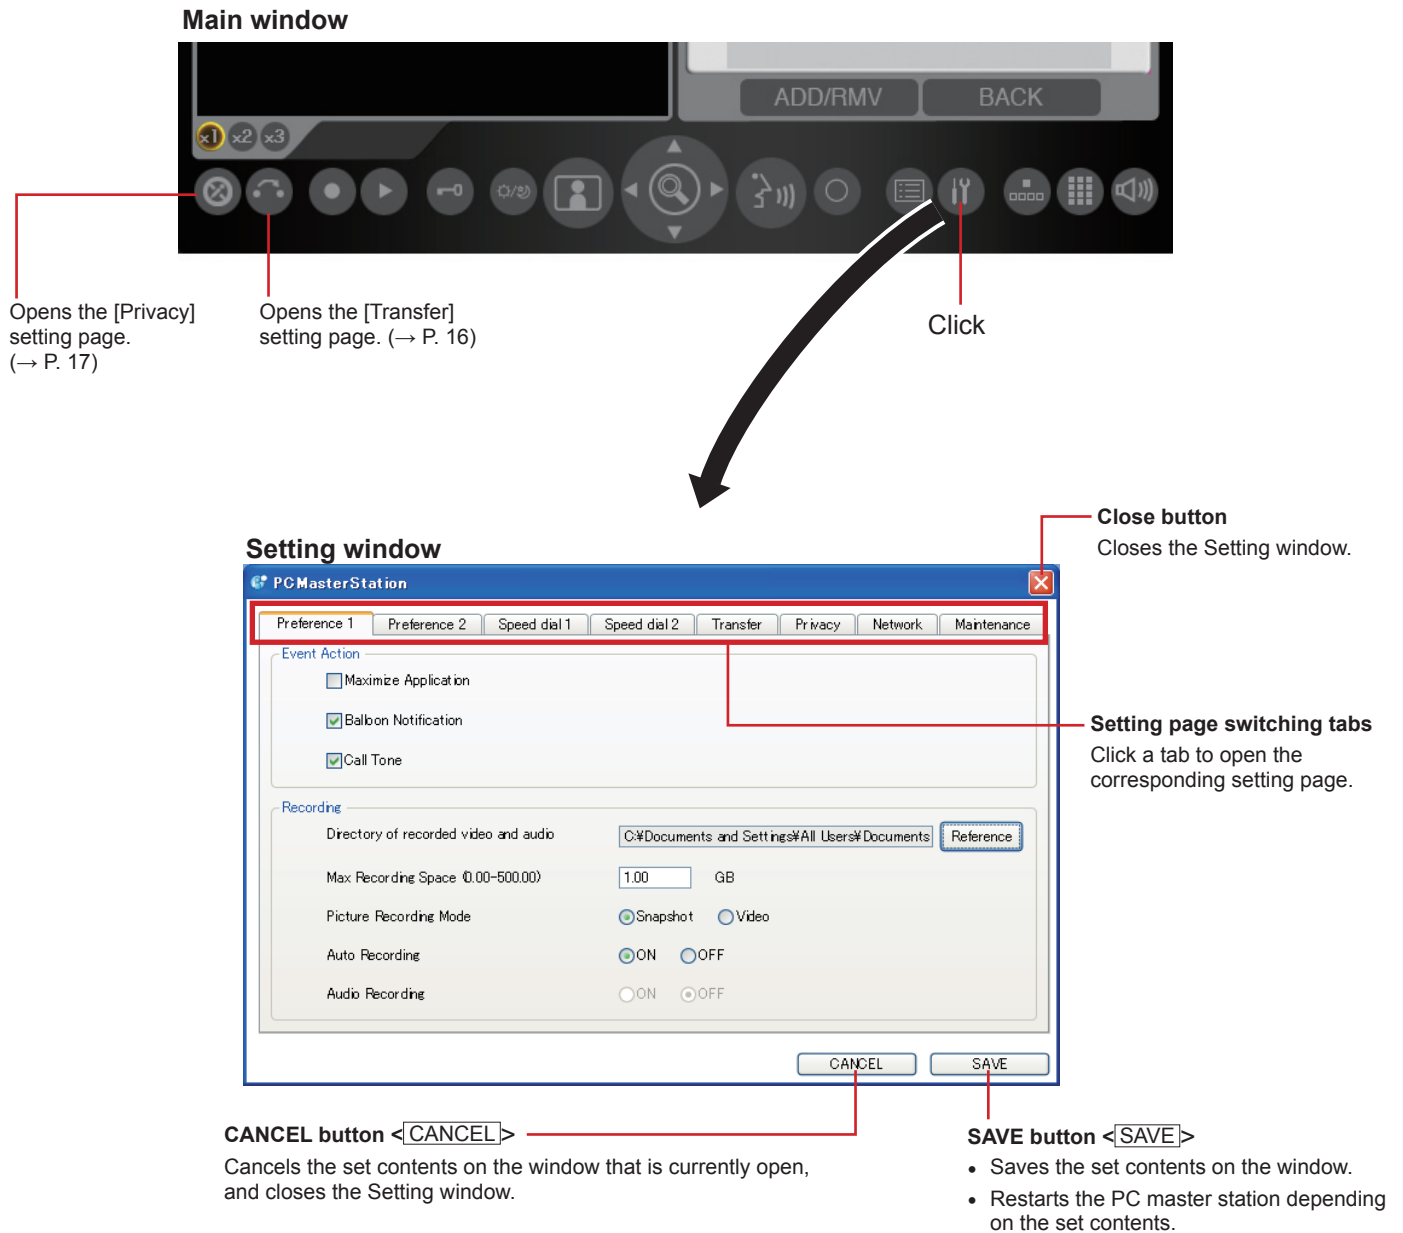 Main window
ADD/RMV BACK
x1 x2 x3
Opens the [Privacy]
setting page.
(→ P. 17)
Opens the [Transfer]
setting page. (→ P. 16)
Click
Close button
Closes the Setting window.
Setting window
PCMasterStation
Preference 1 Preference 2 Speed dial 1 Speed dial 2 Transfer Privacy Network Maintenance
Event Action
Maximize Application
Balloon Notification
Call Tone
Setting page switching tabs
Click a tab to open the
corresponding setting page.
Recording
Directory of recorded video and audio C:¥Documents and Settings¥All Users¥Documents Reference
Max Recording Space (0.00-500.00) 1.00 GB
Picture Recording Mode Snapshot Video
Auto Recording ON OFF
Audio Recording ON OFF
CANCEL SAVE
CANCEL button <CANCEL>
Cancels the set contents on the window that is currently open,
and closes the Setting window.
SAVE button <SAVE>
• Saves the set contents on the window.
• Restarts the PC master station depending
on the set contents.